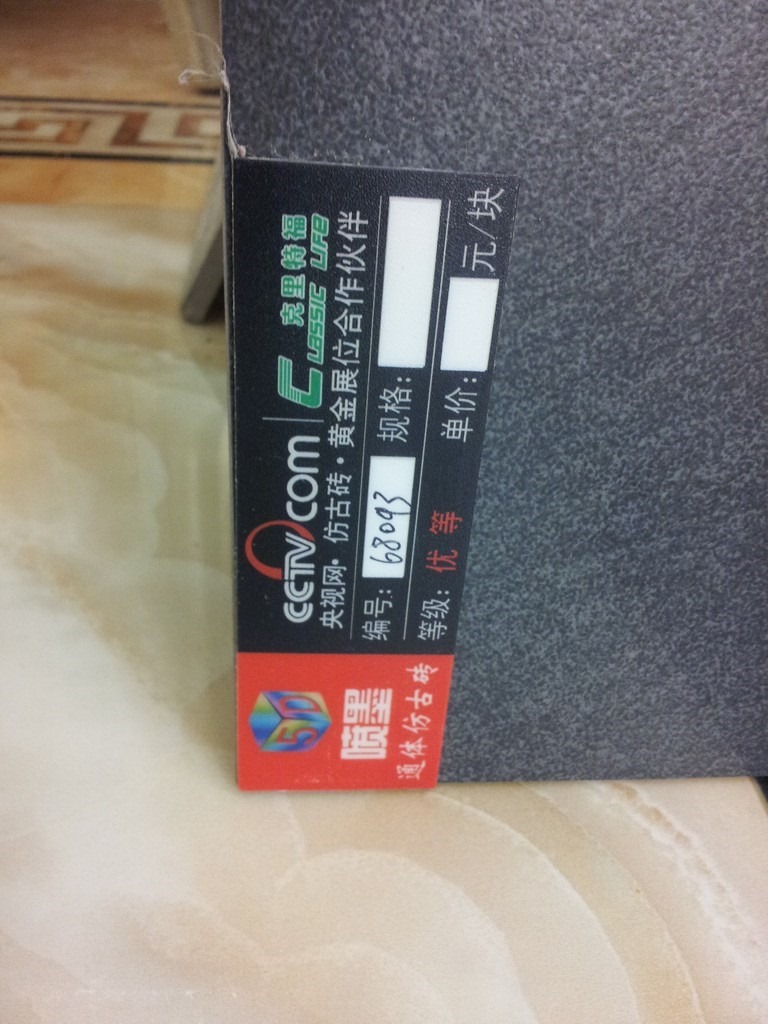 5D
喷墨
通体仿古砖
CCTV.com
克里特福
CLASSIC LIFE
央视网·仿古砖·黄金展位合作伙伴
编号: 68093 规格:
等级: 优等 单价: 元/块